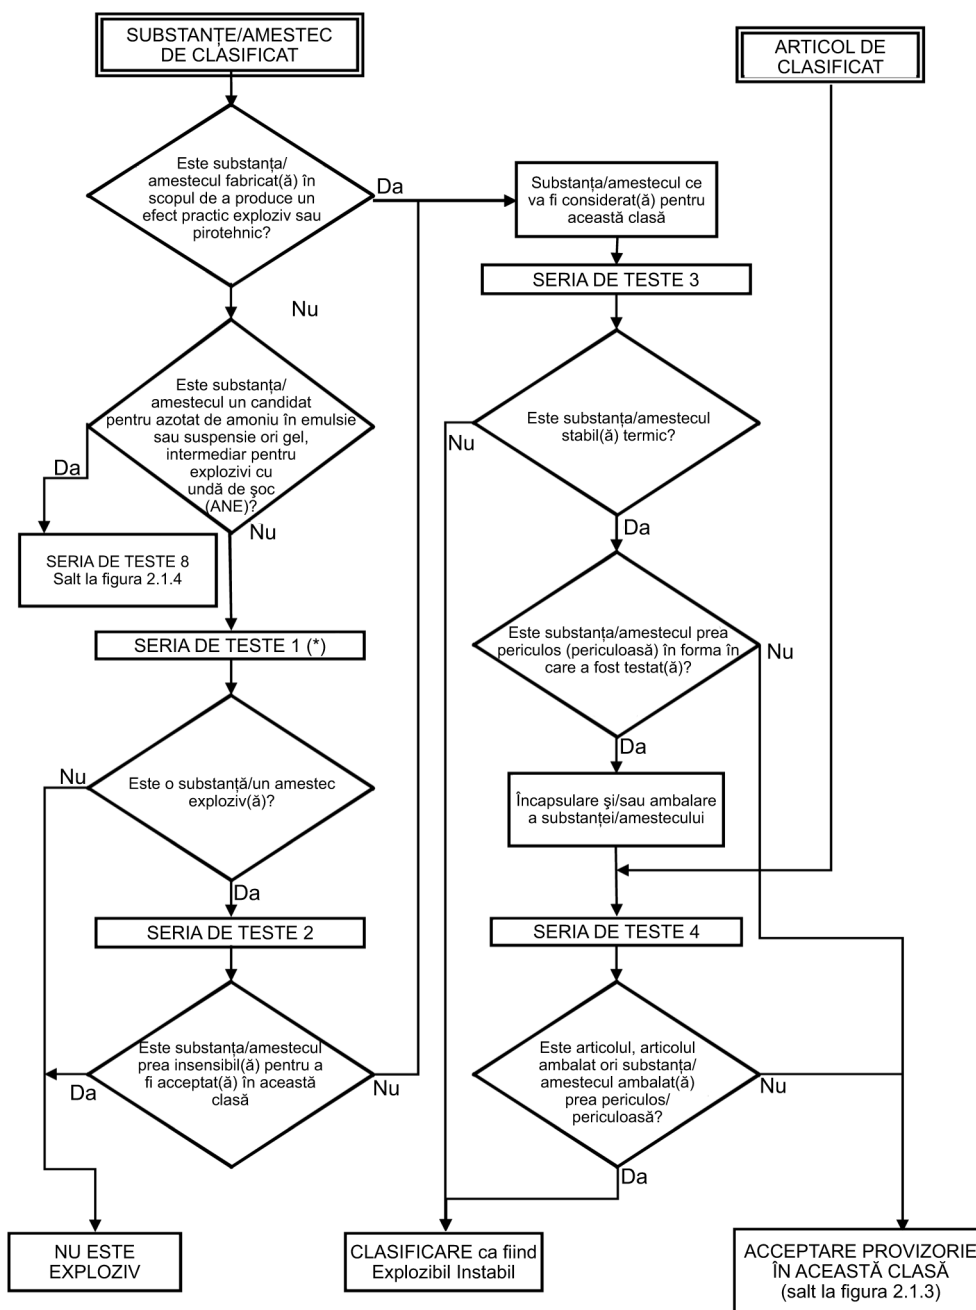 SUBSTANȚE/AMESTEC
DE CLASIFICAT
ARTICOL DE
CLASIFICAT
Este substanța/
amestecul fabricat(ă) în
scopul de a produce un
efect practic exploziv sau
pirotehnic?
Da
Substanța/amestecul ce
va fi considerat(ă) pentru
această clasă
SERIA DE TESTE 3
Nu
Este substanța/
amestecul un candidat
pentru azotat de amoniu în emulsie
sau suspensie ori gel,
intermediar pentru
explozivi cu
undă de șoc
(ANE)?
Da
Nu
SERIA DE TESTE 8
Salt la figura 2.1.4
Este substanța/amestecul
stabil(ă) termic?
Nu
Da
SERIA DE TESTE 1 (*)
Este substanța/amestecul prea
periculos (periculoasă) în forma în
care a fost testat(ă)?
Nu
Da
Este o substanță/un amestec
exploziv(ă)?
Nu
Da
Încapsulare și/sau ambalare
a substanței/amestecului
SERIA DE TESTE 2
SERIA DE TESTE 4
Este substanța/amestecul
prea insensibil(ă) pentru a
fi acceptat(ă) în această
clasă
Da
Nu
Este articolul, articolul
ambalat ori substanța/
amestecul ambalat(ă)
prea periculos/
periculoasă?
Nu
Da
NU ESTE
EXPLOZIV
CLASIFICARE ca fiind
Explozibil Instabil
ACCEPTARE PROVIZORIE
ÎN ACEASTĂ CLASĂ
(salt la figura 2.1.3)